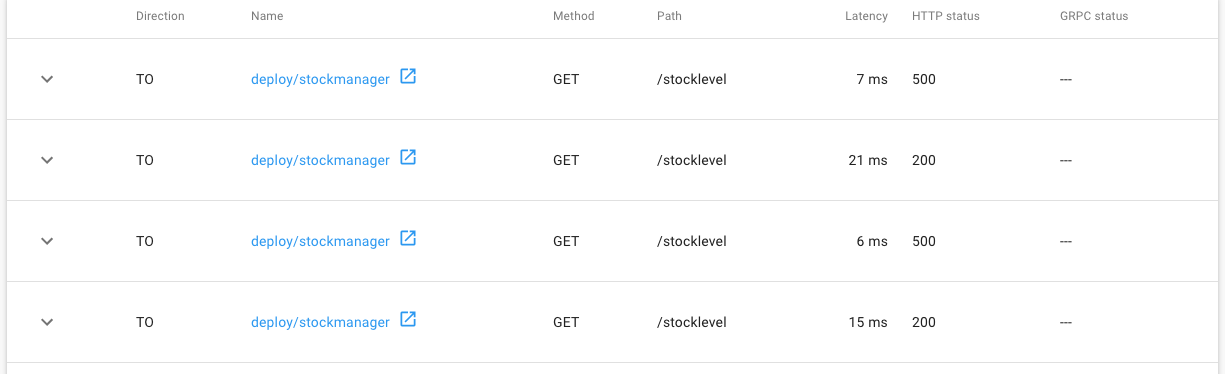 Direction Name Method Path Latency HTTP status GRPC status
TO deploy/stockmanager GET /stocklevel 7 ms 500 ---
TO deploy/stockmanager GET /stocklevel 21 ms 200 ---
TO deploy/stockmanager GET /stocklevel 6 ms 500 ---
TO deploy/stockmanager GET /stocklevel 15 ms 200 ---